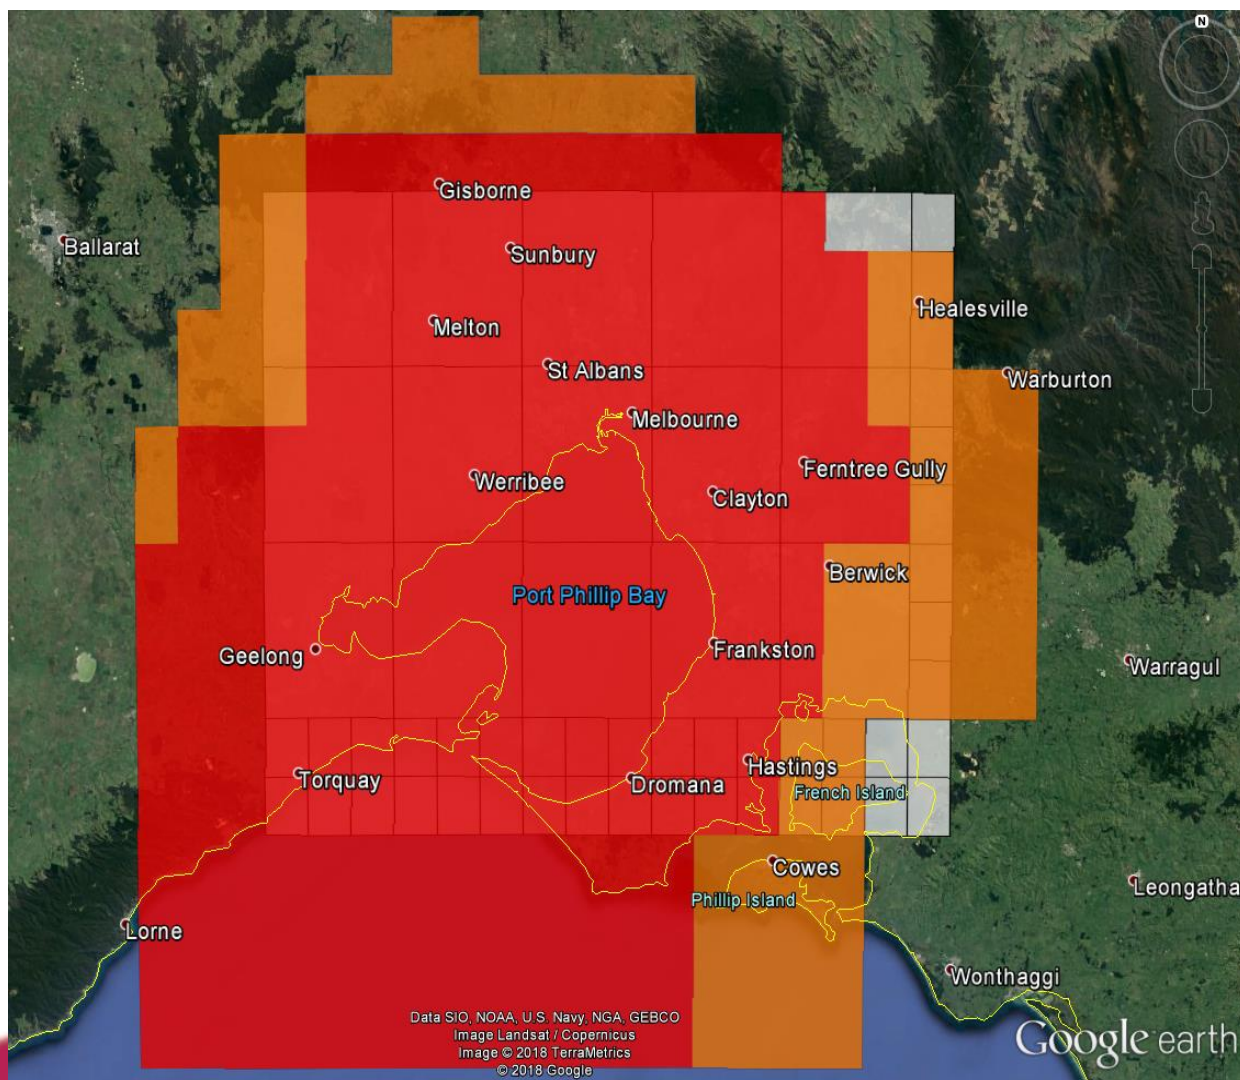 N
Gisborne
Ballarat
Sunbury
Healesville
Melton
St Albans
Warburton
Melbourne
Ferntree Gully
Werribee
Clayton
Berwick
Port Phillip Bay
Frankston
Geelong
Warragul
Hastings
Torquay
Dromana
French Island
Cowes
Leongatha
Phillip Island
Lorne
Wonthaggi
Data SIO, NOAA, U.S. Navy, NGA, GEBCO
Image Landsat / Copernicus
Image © 2018 TerraMetrics
© 2018 Google
Google earth